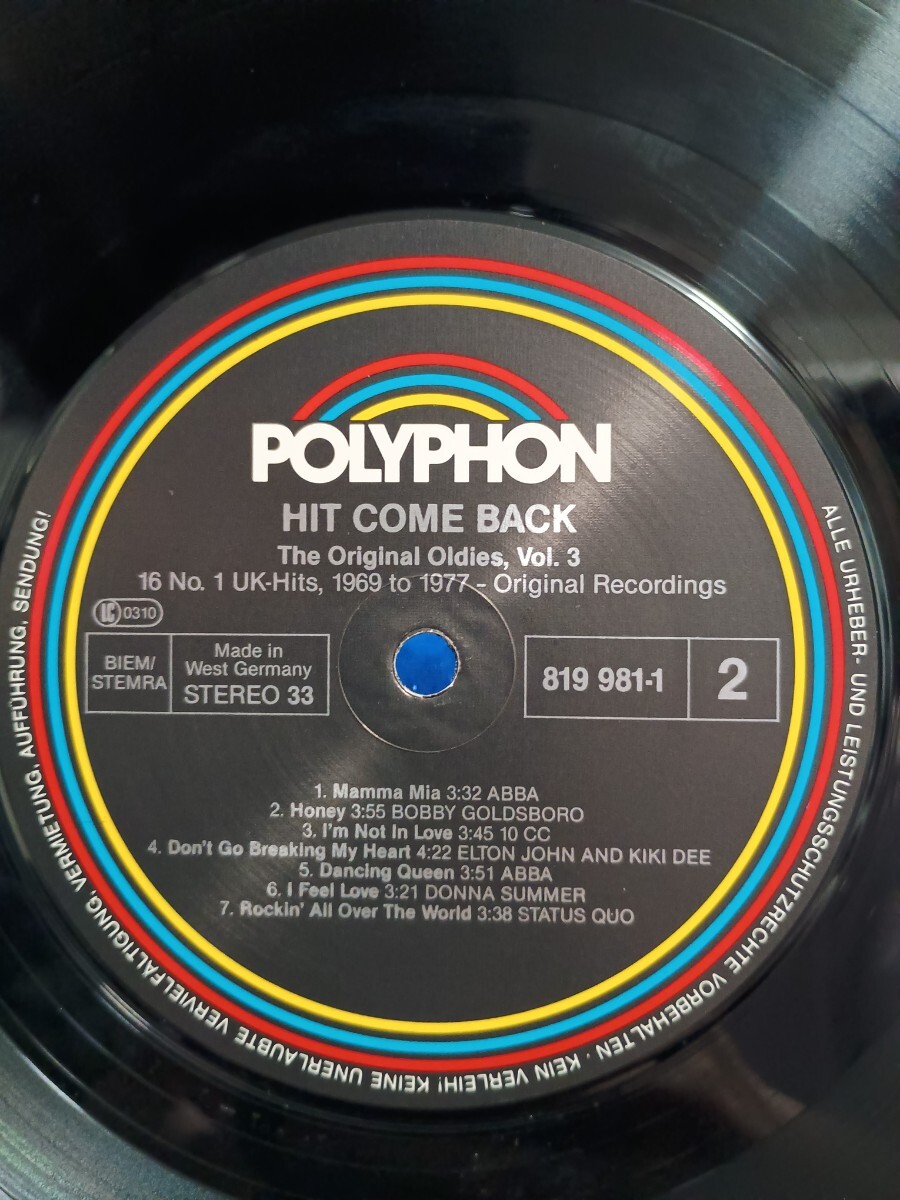 POLYPHON
HIT COME BACK
The Original Oldies, Vol. 3
16 No. 1 UK-Hits, 1969 to 1977 - Original Recordings
LC 0310
BIEM/
STEMRA
Made in
West Germany
STEREO 33
819 981-1
2
1. Mamma Mia 3:32 ABBA
2. Honey 3:55 BOBBY GOLDSBORO
3. I'm Not In Love 3:45 10 CC
4. Don't Go Breaking My Heart 4:22 ELTON JOHN AND KIKI DEE
5. Dancing Queen 3:51 ABBA
6. I Feel Love 3:21 DONNA SUMMER
7. Rockin' All Over The World 3:38 STATUS QUO
ALLE URHEBER- UND LEISTUNGSSCHUTZRECHTE VORBEHALTEN · KEIN VERLEIH! KEINE UNERLAUBTE VERVIELFÄLTIGUNG, VERMIETUNG, AUFFÜHRUNG, SENDUNG!